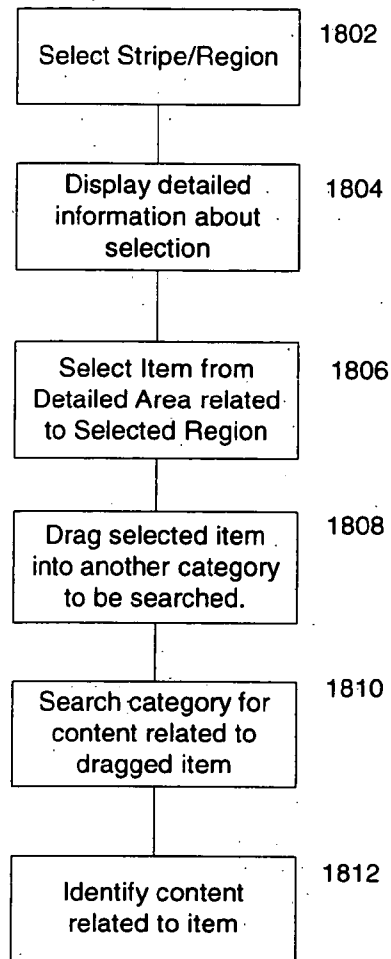 Select Stripe/Region
1802
Display detailed
information about
selection
1804
Select Item from
Detailed Area related
to Selected Region
1806
Drag selected item
into another category
to be searched.
1808
Search category for
content related to
dragged item
1810
Identify content
related to item
1812